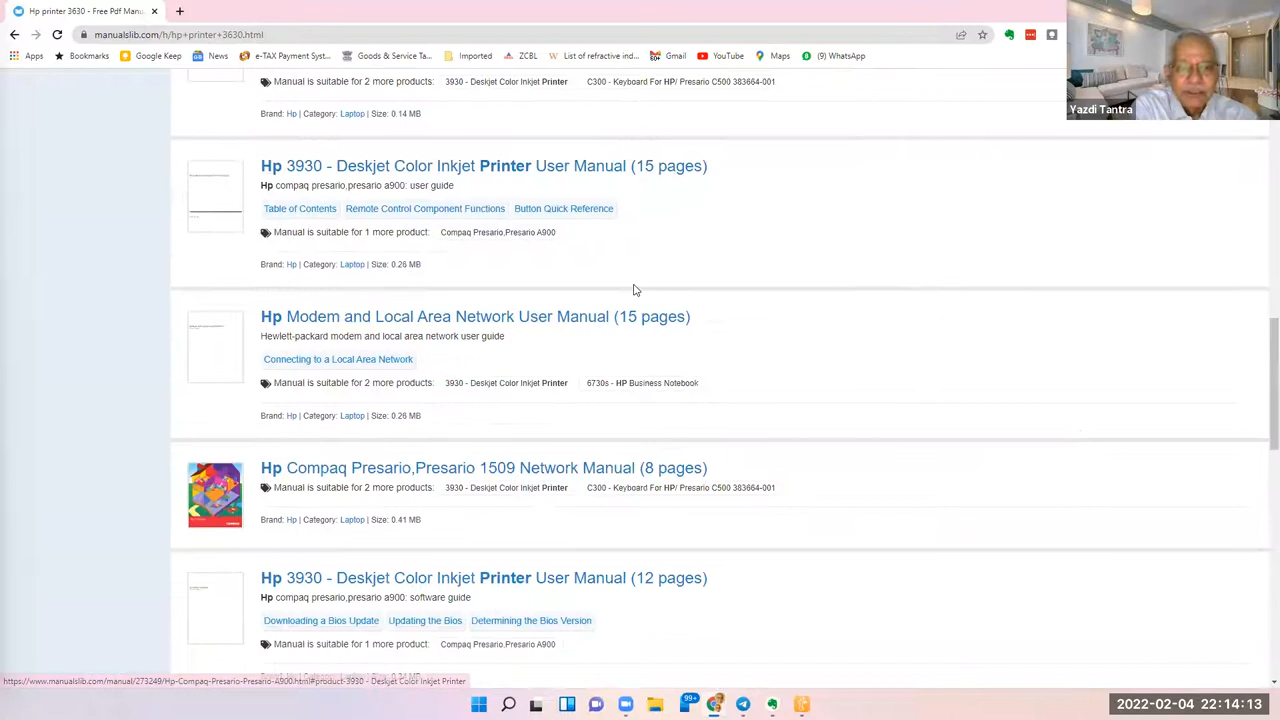 Hp printer 3630 - Free Pdf Manu
manualslib.com/h/hp+printer+3630.html
Apps
Bookmarks
Google Keep
News
e-TAX Payment Syst...
Goods & Service Ta...
Imported
ZCBL
List of refractive ind...
Gmail
YouTube
Maps
(9) WhatsApp
Yazdi Tantra
Manual is suitable for 2 more products: 3930 - Deskjet Color Inkjet Printer C300 - Keyboard For HP/ Presario C500 383664-001
Brand: Hp | Category: Laptop | Size: 0.14 MB
Hp 3930 - Deskjet Color Inkjet Printer User Manual (15 pages)
Hp compaq presario,presario a900: user guide
Table of Contents Remote Control Component Functions Button Quick Reference
Manual is suitable for 1 more product: Compaq Presario,Presario A900
Brand: Hp | Category: Laptop | Size: 0.26 MB
Hp Modem and Local Area Network User Manual (15 pages)
Hewlett-packard modem and local area network user guide
Connecting to a Local Area Network
Manual is suitable for 2 more products: 3930 - Deskjet Color Inkjet Printer 6730s - HP Business Notebook
Brand: Hp | Category: Laptop | Size: 0.26 MB
Hp Compaq Presario,Presario 1509 Network Manual (8 pages)
Manual is suitable for 2 more products: 3930 - Deskjet Color Inkjet Printer C300 - Keyboard For HP/ Presario C500 383664-001
Brand: Hp | Category: Laptop | Size: 0.41 MB
Hp 3930 - Deskjet Color Inkjet Printer User Manual (12 pages)
Hp compaq presario,presario a900: software guide
Downloading a Bios Update Updating the Bios Determining the Bios Version
Manual is suitable for 1 more product: Compaq Presario,Presario A900
https://www.manualslib.com/manual/273249/Hp-Compaq-Presario-Presario-A900.html#product-3930 - Deskjet Color Inkjet Printer
99+
2022-02-04 22:14:13